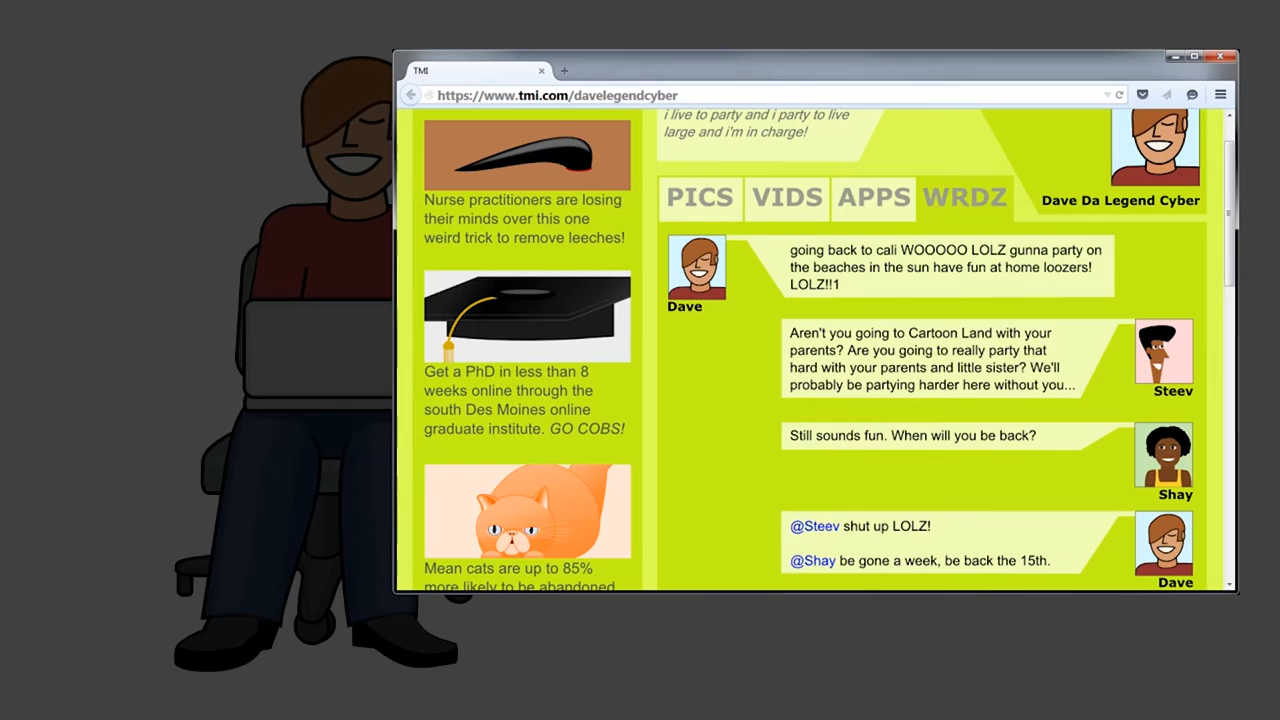 TMI
https://www.tmi.com/davelegendcyber
i live to party and i party to live
large and i'm in charge!
Dave Da Legend Cyber
PICS VIDS APPS WRDZ
Nurse practitioners are losing
their minds over this one
weird trick to remove leeches!
Get a PhD in less than 8
weeks online through the
south Des Moines online
graduate institute. GO COBS!
Mean cats are up to 85%
more likely to be abandoned
going back to cali WOOOOO LOLZ gunna party on
the beaches in the sun have fun at home loozers!
LOLZ!!1
Dave
Aren't you going to Cartoon Land with your
parents? Are you going to really party that
hard with your parents and little sister? We'll
probably be partying harder here without you...
Steev
Still sounds fun. When will you be back?
Shay
@Steev shut up LOLZ!
@Shay be gone a week, be back the 15th.
Dave